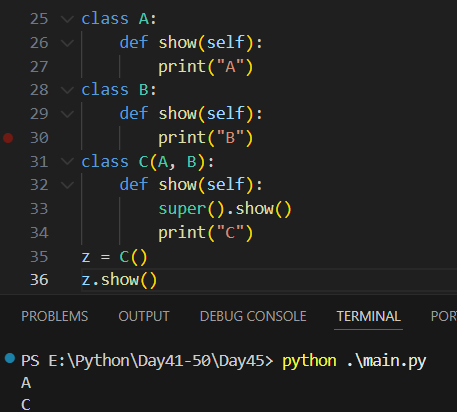 25 class A:
26     def show(self):
27         print("A")
28 class B:
29     def show(self):
30         print("B")
31 class C(A, B):
32     def show(self):
33         super().show()
34         print("C")
35 z = C()
36 z.show()
PROBLEMS OUTPUT DEBUG CONSOLE TERMINAL POR
PS E:\Python\Day41-50\Day45> python .\main.py
A
C